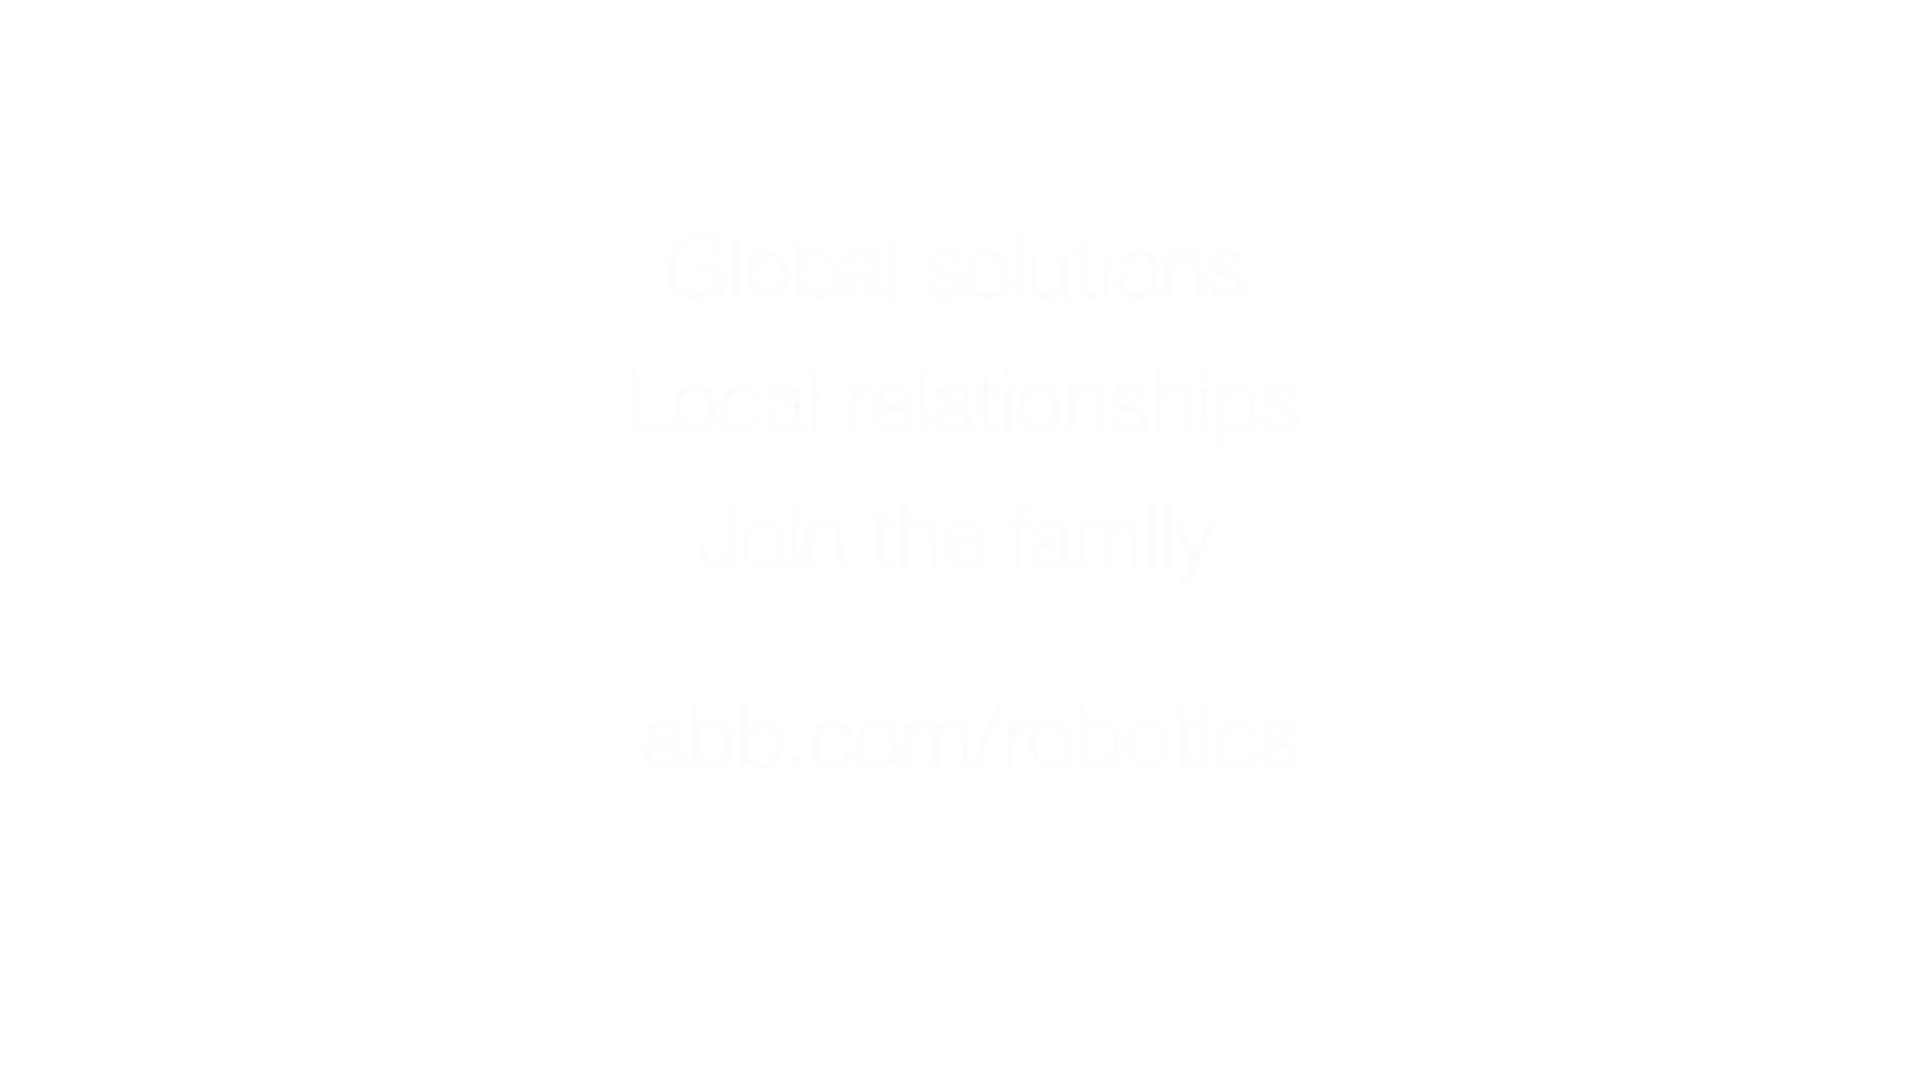 Global solutions
Local relationships
Join the family
abb.com/robotics